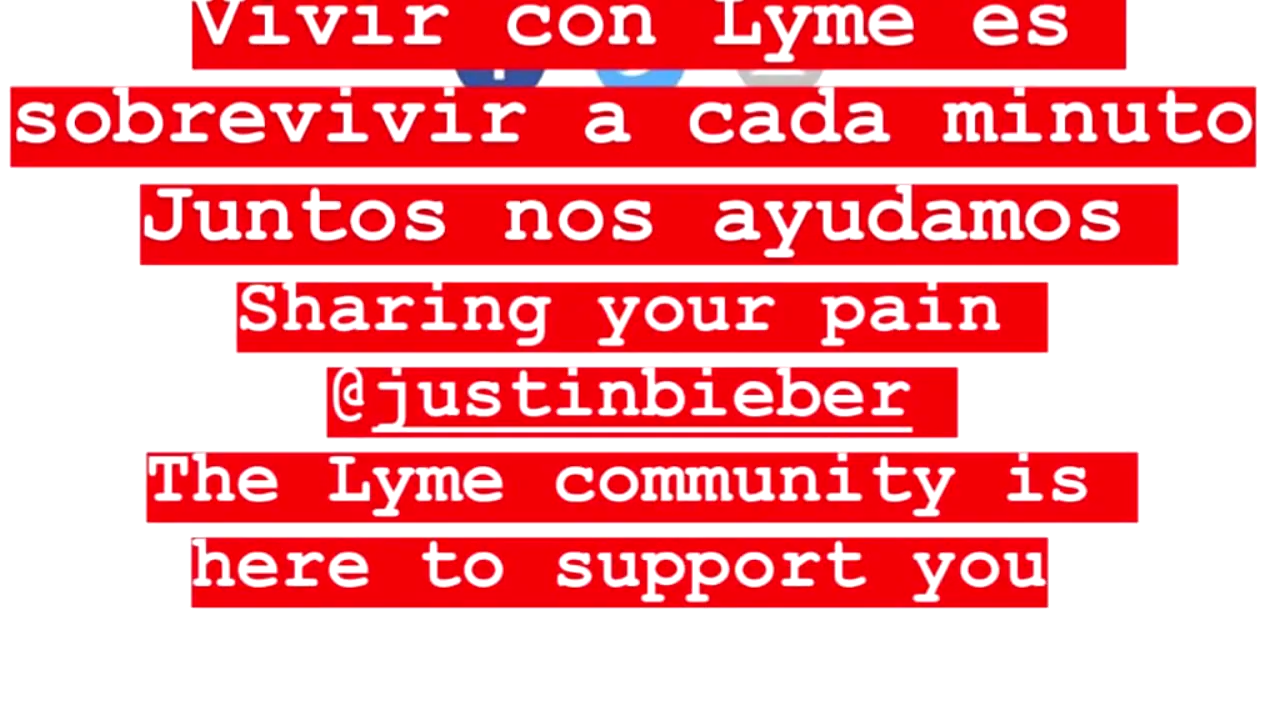 Vivir con Lyme es
sobrevivir a cada minuto
Juntos nos ayudamos
Sharing your pain
@justinbieber
The Lyme community is
here to support you